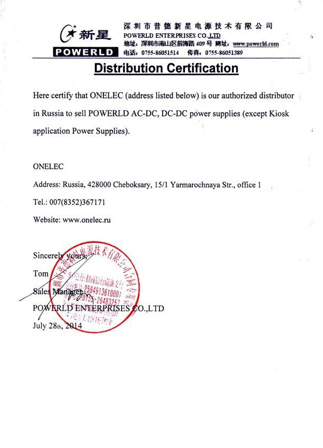 新星
POWERLD
深圳市普德新星电源技术有限公司
POWERLD ENTERPRISES CO.,LTD
地址：深圳市南山区前海路 409 号 网址：www.powerld.com
电话：0755-86051514 传真：0755-86051389
Distribution Certification
Here certify that ONELEC (address listed below) is our authorized distributor
in Russia to sell POWERLD AC-DC, DC-DC power supplies (except Kiosk
application Power Supplies).
ONELEC
Address: Russia, 428000 Cheboksary, 15/1 Yarmarochnaya Str., office 1
Tel.: 007(8352)367171
Website: www.onelec.ru
Sincerely yours,
Tom
Sales Manager
POWERLD ENTERPRISES CO.,LTD
July 28th, 2014